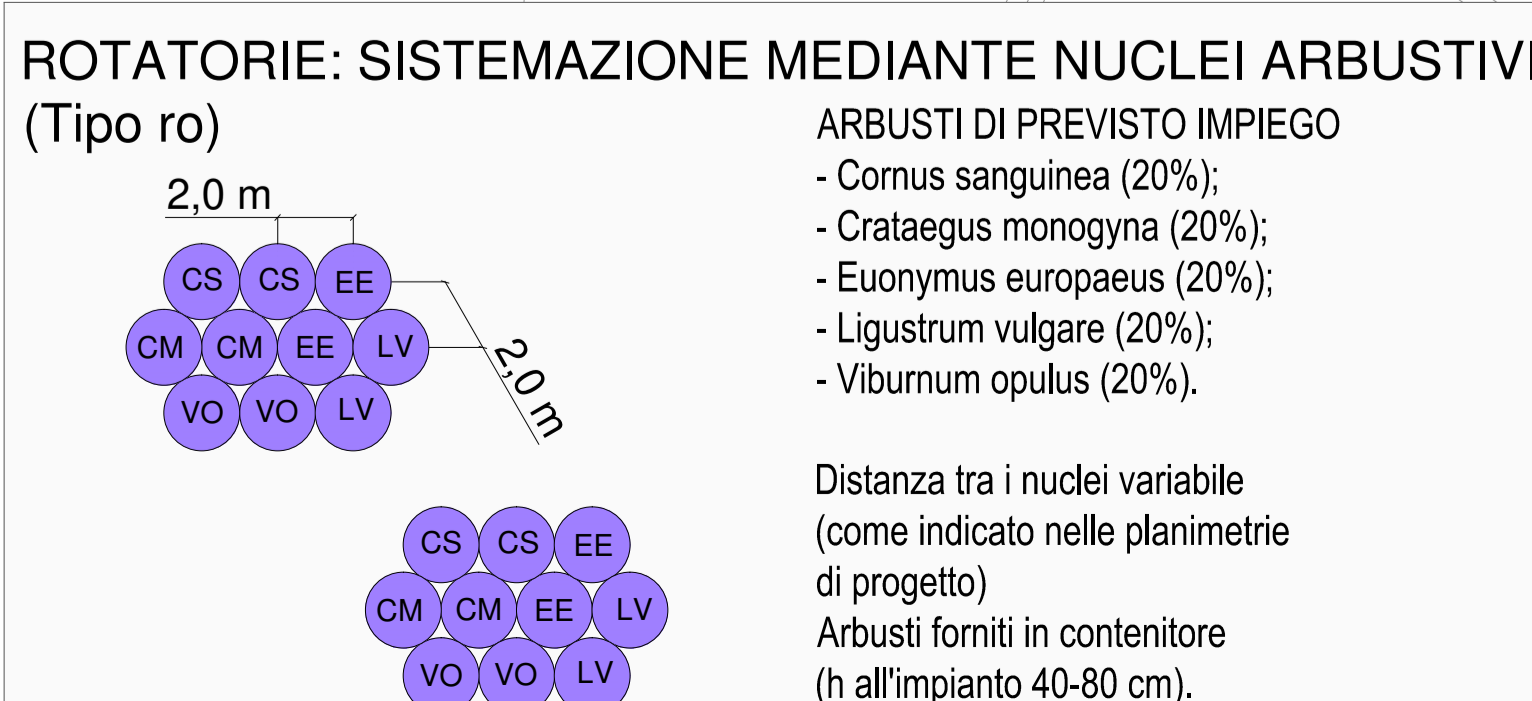 ROTATORIE: SISTEMAZIONE MEDIANTE NUCLEI ARBUSTIVI
(Tipo ro)
2,0 m
CS CS EE
CM CM EE LV
VO VO LV
2,0 m
CS CS EE
CM CM EE LV
VO VO LV
ARBUSTI DI PREVISTO IMPIEGO
- Cornus sanguinea (20%);
- Crataegus monogyna (20%);
- Euonymus europaeus (20%);
- Ligustrum vulgare (20%);
- Viburnum opulus (20%).
Distanza tra i nuclei variabile
(come indicato nelle planimetrie
di progetto)
Arbusti forniti in contenitore
(h all'impianto 40-80 cm).